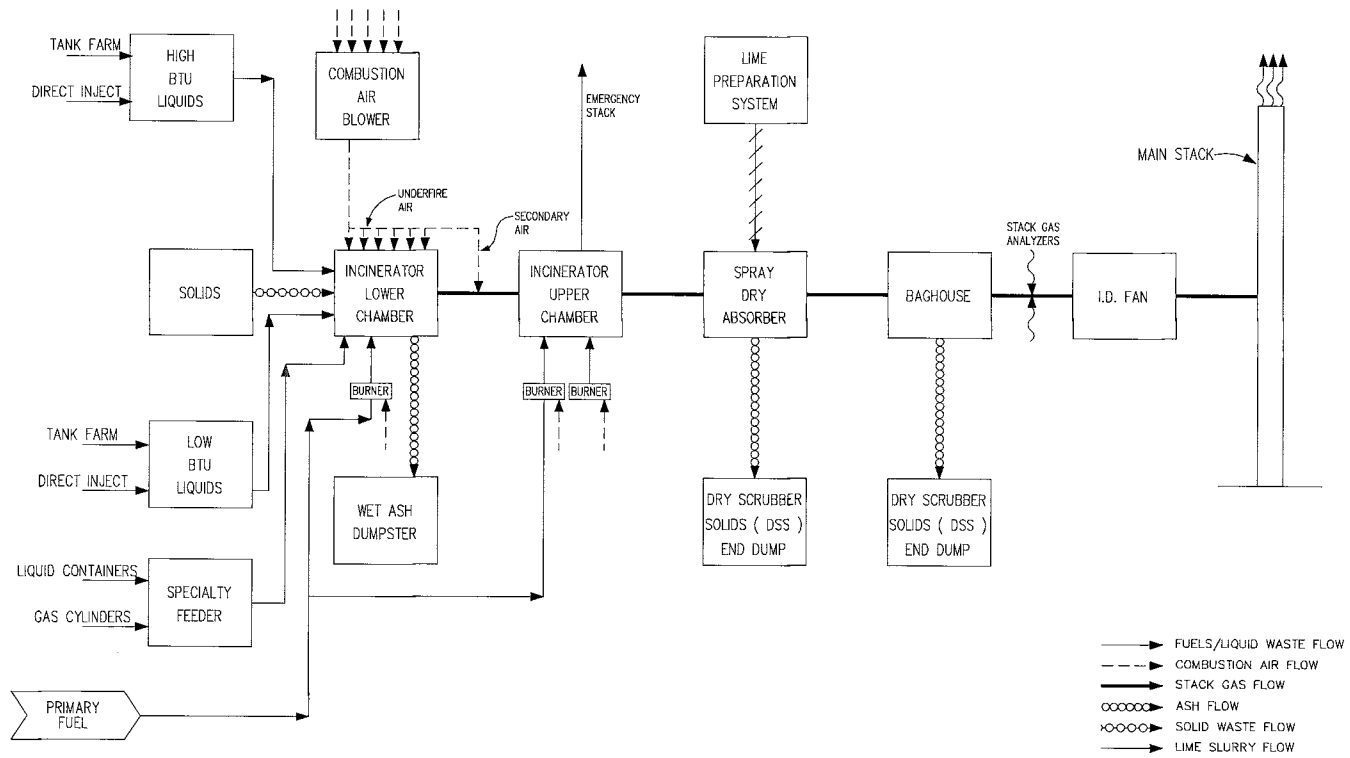 TANK FARM
DIRECT INJECT
HIGH
BTU
LIQUIDS
COMBUSTION
AIR
BLOWER
EMERGENCY
STACK
LIME
PREPARATION
SYSTEM
MAIN STACK
UNDERFIRE
AIR
SECONDARY
AIR
STACK GAS
ANALYZERS
SOLIDS
INCINERATOR
LOWER
CHAMBER
INCINERATOR
UPPER
CHAMBER
SPRAY
DRY
ABSORBER
BAGHOUSE
I.D. FAN
BURNER
BURNER
BURNER
TANK FARM
DIRECT INJECT
LOW
BTU
LIQUIDS
WET ASH
DUMPSTER
DRY SCRUBBER
SOLIDS ( DSS )
END DUMP
DRY SCRUBBER
SOLIDS ( DSS )
END DUMP
LIQUID CONTAINERS
GAS CYLINDERS
SPECIALTY
FEEDER
PRIMARY
FUEL
FUELS/LIQUID WASTE FLOW
COMBUSTION AIR FLOW
STACK GAS FLOW
ASH FLOW
SOLID WASTE FLOW
LIME SLURRY FLOW